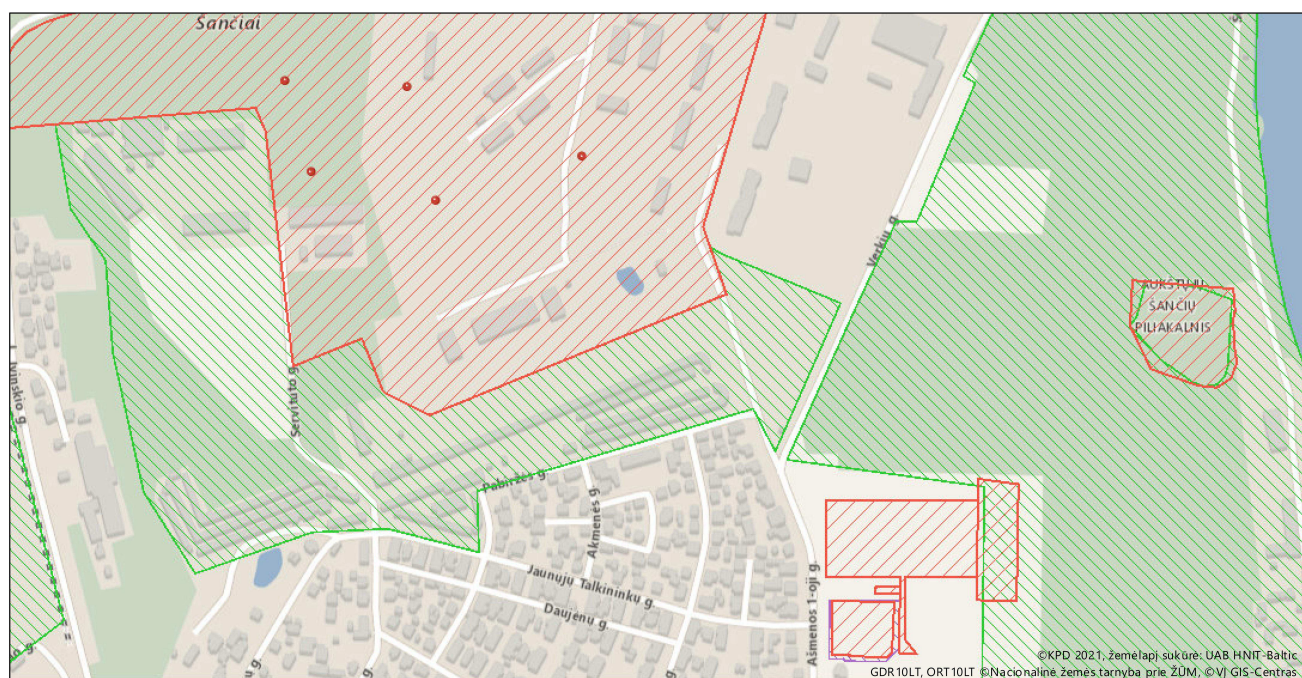 Šančiai
Verkių g.
AUKŠTŲJŲ
ŠANČIŲ
PILIAKALNIS
Servituto g.
I. Ivinskio g.
Pabiržės g.
Akmenės g.
Jaunųjų Talkininkų g.
Daujėnų g.
Ašmenos 1-oji g.
©KPD 2021, žemėlapį sukūrė: UAB HNIT-Baltic
GDR10LT, ORT10LT ©Nacionalinė žemės tarnyba prie ŽŪM, ©VĮ GIS-Centras